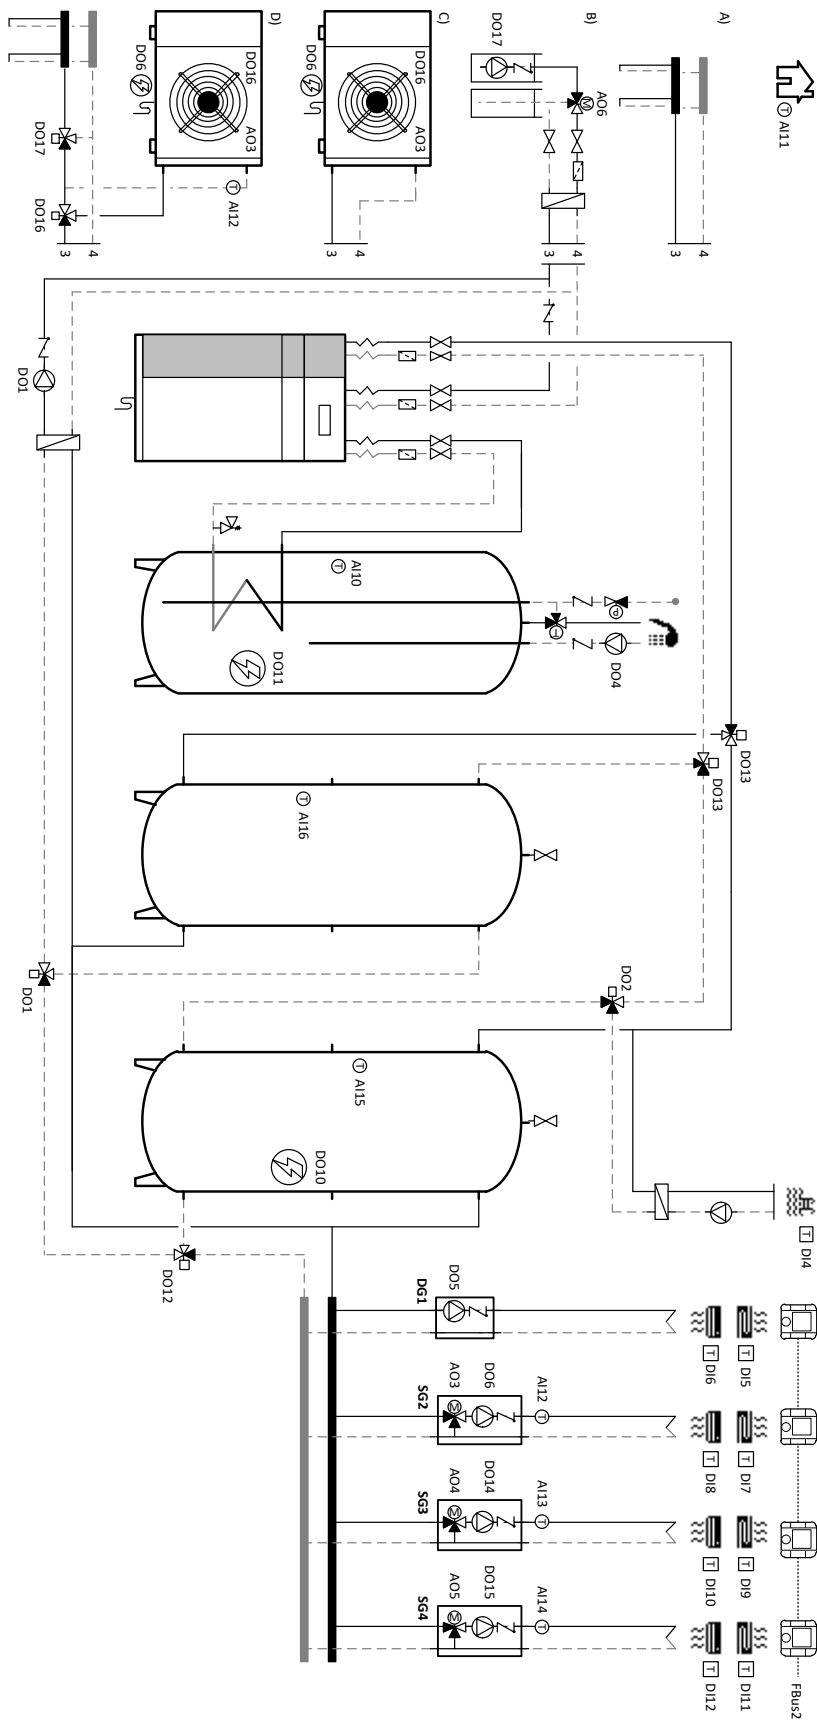 A)
AI11
3
4
B)
DO17
AO6
M
3
4
C)
DO16
AO3
DO6
3
4
D)
DO16
AO3
DO6
AI12
T
DO17
DO16
3
4
DO1
AI10
T
DO11
P
T
DO4
DO13
DO13
AI16
T
DO1
DO2
AI15
T
DO10
DO12
T
DI4
DO5
DG1
T
DI5
T
DI6
AI12
T
DO6
AO3
M
SG2
T
DI7
T
DI8
AI13
T
DO14
AO4
M
SG3
T
DI9
T
DI10
AI14
T
DO15
AO5
M
SG4
T
DI11
T
DI12
FBus2
T